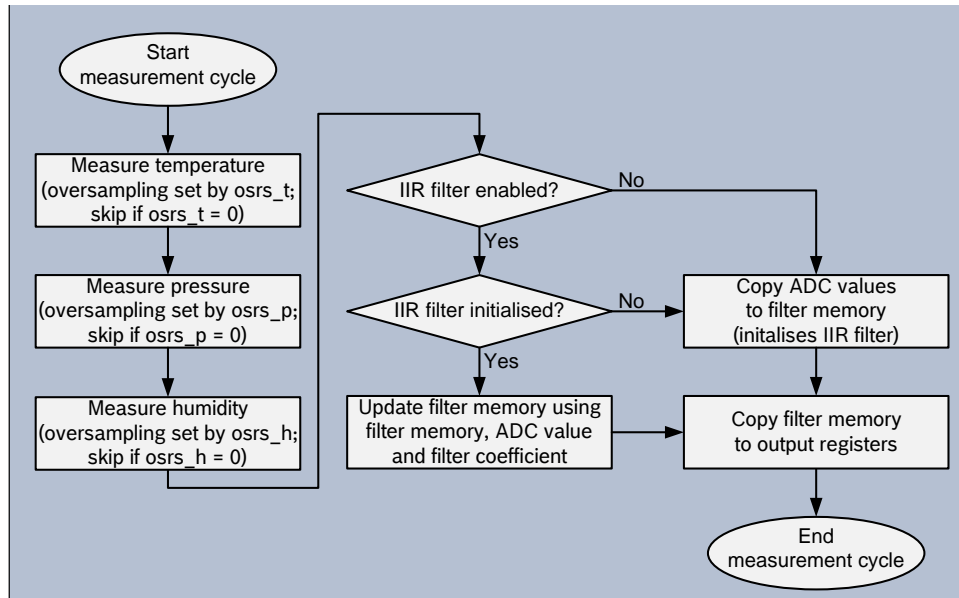 Start
measurement cycle
Measure temperature
(oversampling set by osrs_t;
skip if osrs_t = 0)
Measure pressure
(oversampling set by osrs_p;
skip if osrs_p = 0)
Measure humidity
(oversampling set by osrs_h;
skip if osrs_h = 0)
IIR filter enabled?
No
Yes
IIR filter initialised?
No
Yes
Update filter memory using
filter memory, ADC value
and filter coefficient
Copy ADC values
to filter memory
(initalises IIR filter)
Copy filter memory
to output registers
End
measurement cycle